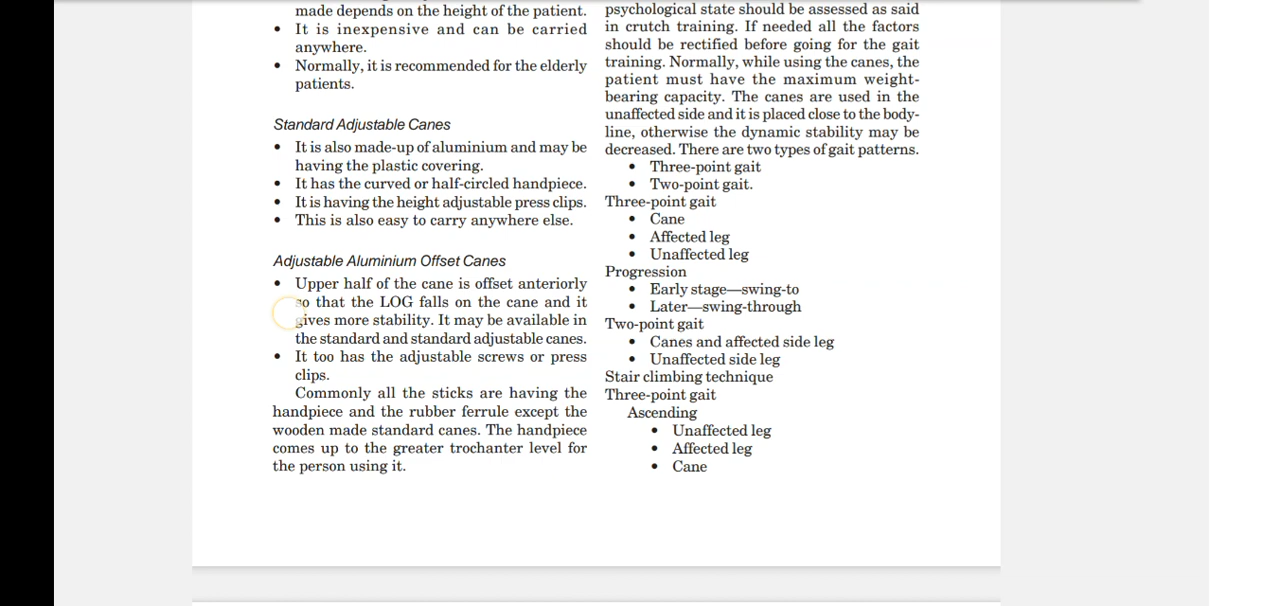 made depends on the height of the patient.
• It is inexpensive and can be carried
anywhere.
• Normally, it is recommended for the elderly
patients.
Standard Adjustable Canes
• It is also made-up of aluminium and may be
having the plastic covering.
• It has the curved or half-circled handpiece.
• It is having the height adjustable press clips.
• This is also easy to carry anywhere else.
Adjustable Aluminium Offset Canes
• Upper half of the cane is offset anteriorly
so that the LOG falls on the cane and it
gives more stability. It may be available in
the standard and standard adjustable canes.
• It too has the adjustable screws or press
clips.
Commonly all the sticks are having the
handpiece and the rubber ferrule except the
wooden made standard canes. The handpiece
comes up to the greater trochanter level for
the person using it.
psychological state should be assessed as said
in crutch training. If needed all the factors
should be rectified before going for the gait
training. Normally, while using the canes, the
patient must have the maximum weight-
bearing capacity. The canes are used in the
unaffected side and it is placed close to the body-
line, otherwise the dynamic stability may be
decreased. There are two types of gait patterns.
• Three-point gait
• Two-point gait.
Three-point gait
• Cane
• Affected leg
• Unaffected leg
Progression
• Early stage—swing-to
• Later—swing-through
Two-point gait
• Canes and affected side leg
• Unaffected side leg
Stair climbing technique
Three-point gait
Ascending
• Unaffected leg
• Affected leg
• Cane